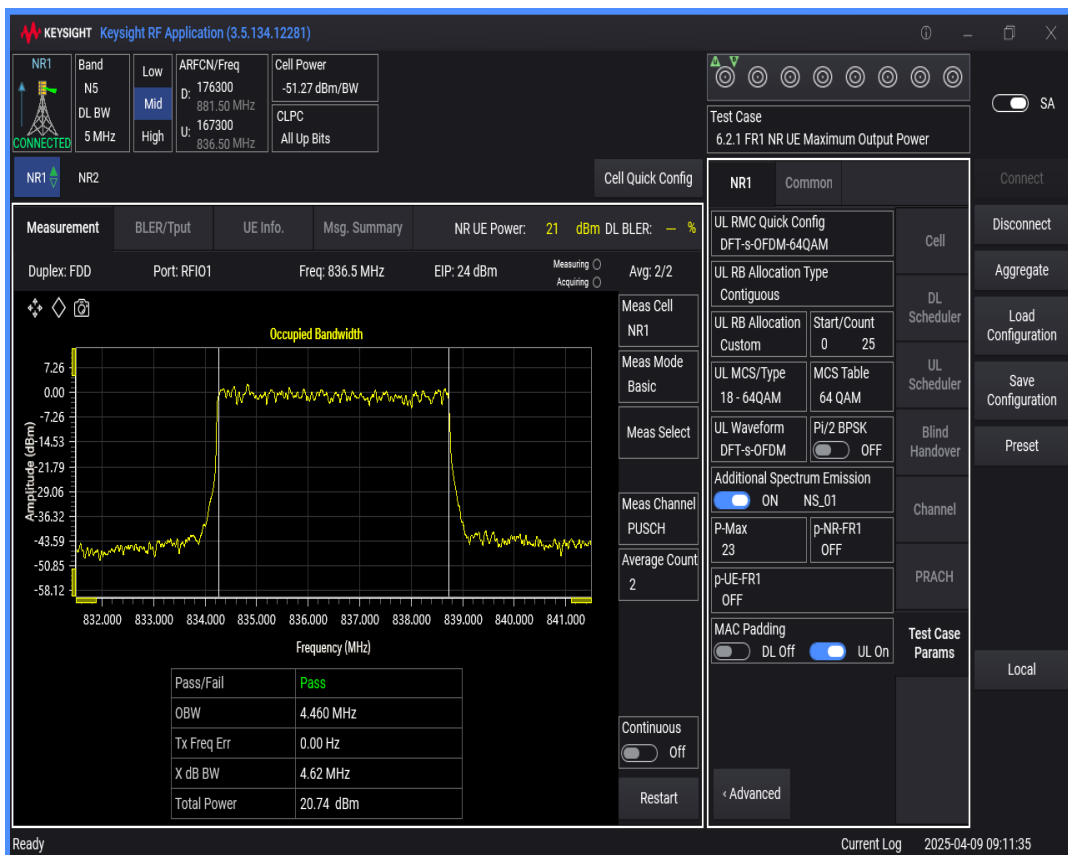 KEYSIGHT Keysight RF Application (3.5.134.12281)
NR1
CONNECTED
Band
N5
DL BW
5 MHz
Low
Mid
High
ARFCN/Freq
D: 176300
881.50 MHz
U: 167300
836.50 MHz
Cell Power
-51.27 dBm/BW
CLPC
All Up Bits
Test Case
6.2.1 FR1 NR UE Maximum Output Power
SA
NR1 NR2
Cell Quick Config
Measurement BLER/Tput UE Info. Msg. Summary NR UE Power: 21 dBm DL BLER: — %
Duplex: FDD Port: RFIO1 Freq: 836.5 MHz EIP: 24 dBm Measuring Avg: 2/2
Acquiring
Occupied Bandwidth
Amplitude (dBm)
7.26
0.00
-7.26
-14.53
-21.79
-29.06
-36.32
-43.59
-50.85
-58.12
832.000 833.000 834.000 835.000 836.000 837.000 838.000 839.000 840.000 841.000
Frequency (MHz)
Pass/Fail Pass
OBW 4.460 MHz
Tx Freq Err 0.00 Hz
X dB BW 4.62 MHz
Total Power 20.74 dBm
Meas Cell
NR1
Meas Mode
Basic
Meas Select
Meas Channel
PUSCH
Average Count
2
Continuous
Off
Restart
NR1 Common
UL RMC Quick Config
DFT-s-OFDM-64QAM
UL RB Allocation Type
Contiguous
UL RB Allocation Start/Count
Custom 0 25
UL MCS/Type MCS Table
18 - 64QAM 64 QAM
UL Waveform Pi/2 BPSK
DFT-s-OFDM OFF
Additional Spectrum Emission
ON NS_01
P-Max p-NR-FR1
23 OFF
p-UE-FR1
OFF
MAC Padding
DL Off UL On
‹ Advanced
Cell
DL
Scheduler
UL
Scheduler
Blind
Handover
Channel
PRACH
Test Case
Params
Connect
Disconnect
Aggregate
Load
Configuration
Save
Configuration
Preset
Local
Ready Current Log 2025-04-09 09:11:35